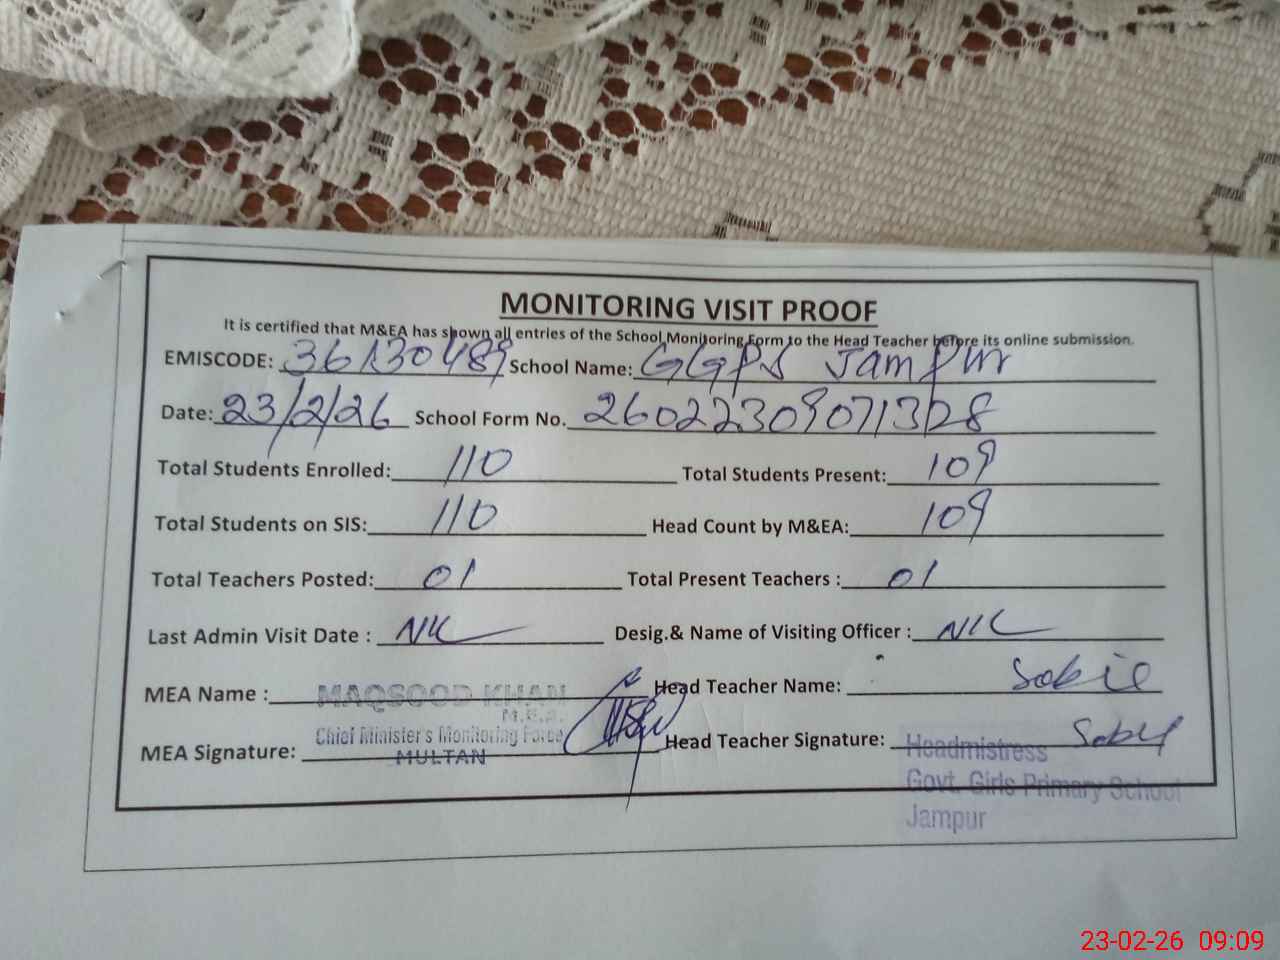 MONITORING VISIT PROOF
It is certified that M&EA has shown all entries of the School Monitoring Form to the Head Teacher before its online submission.
EMISCODE: 36130489 School Name: GGPS Jampur
Date: 23/2/26 School Form No. 26022309071328
Total Students Enrolled: 110 Total Students Present: 109
Total Students on SIS: 110 Head Count by M&EA: 109
Total Teachers Posted: 01 Total Present Teachers : 01
Last Admin Visit Date : Desig.& Name of Visiting Officer :
MEA Name : MAQSOOD KHAN Head Teacher Name:
M.E.A.
Chief Minister's Monitoring Force
MEA Signature: MULTAN Head Teacher Signature:
Headmistress
Govt. Girls Primary School
Jampur
23-02-26 09:09